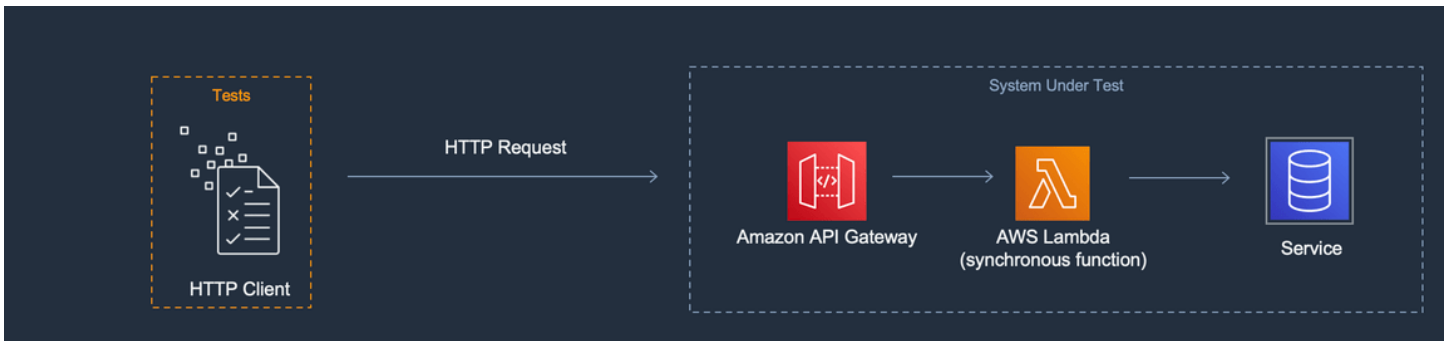 Tests
HTTP Client
HTTP Request
System Under Test
</>
Amazon API Gateway
AWS Lambda
(synchronous function)
Service